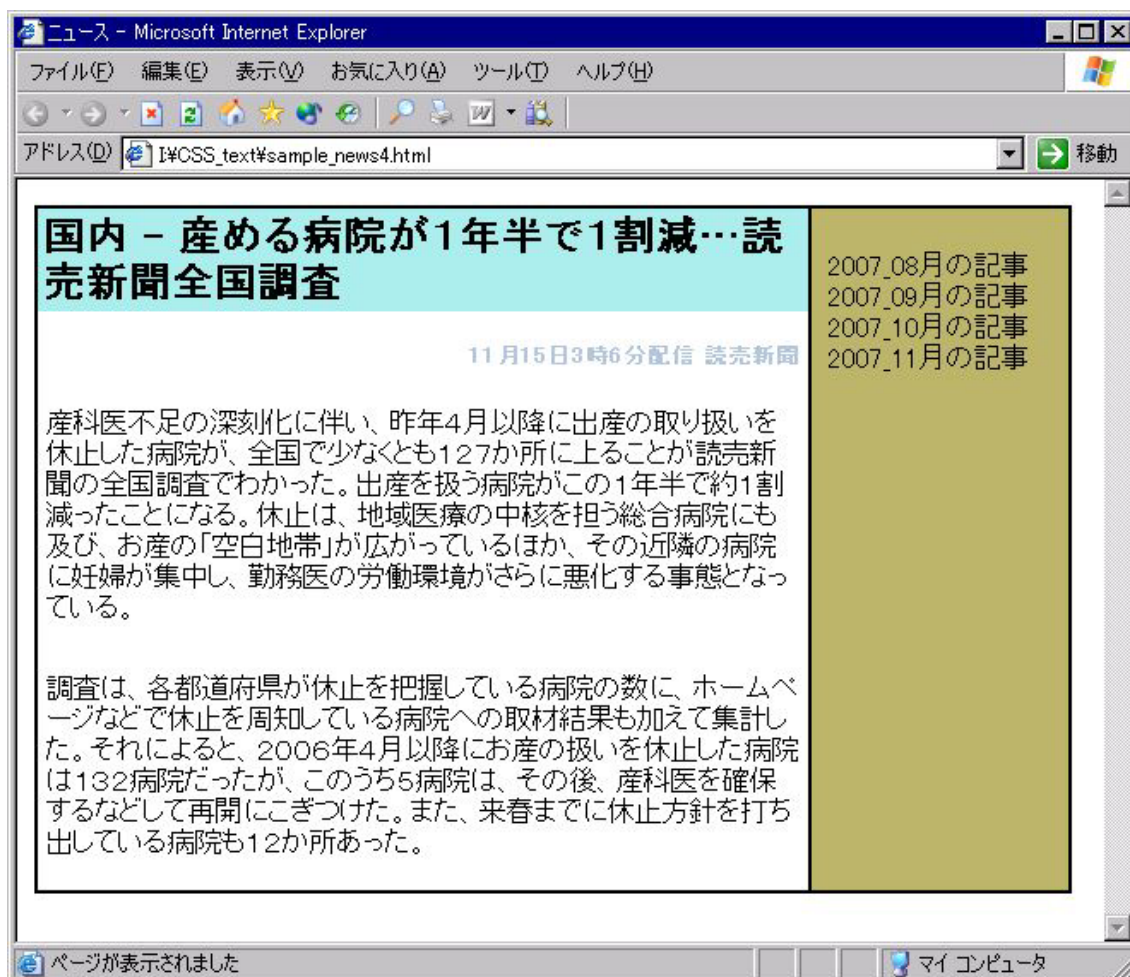 ニュース - Microsoft Internet Explorer
ファイル(F) 編集(E) 表示(V) お気に入り(A) ツール(T) ヘルプ(H)
アドレス(D) I¥CSS_text¥sample_news4.html 移動
国内 － 産める病院が１年半で１割減…読
売新聞全国調査
11月15日3時6分配信 読売新聞
産科医不足の深刻化に伴い、昨年４月以降に出産の取り扱いを
休止した病院が、全国で少なくとも１２７か所に上ることが読売新
聞の全国調査でわかった。出産を扱う病院がこの１年半で約１割
減ったことになる。休止は、地域医療の中核を担う総合病院にも
及び、お産の「空白地帯」が広がっているほか、その近隣の病院
に妊婦が集中し、勤務医の労働環境がさらに悪化する事態となっ
ている。
調査は、各都道府県が休止を把握している病院の数に、ホームペ
ージなどで休止を周知している病院への取材結果も加えて集計し
た。それによると、２００６年４月以降にお産の扱いを休止した病院
は１３２病院だったが、このうち５病院は、その後、産科医を確保
するなどして再開にこぎつけた。また、来春までに休止方針を打ち
出している病院も１２か所あった。
2007_08月の記事
2007_09月の記事
2007_10月の記事
2007_11月の記事
ページが表示されました マイ コンピュータ